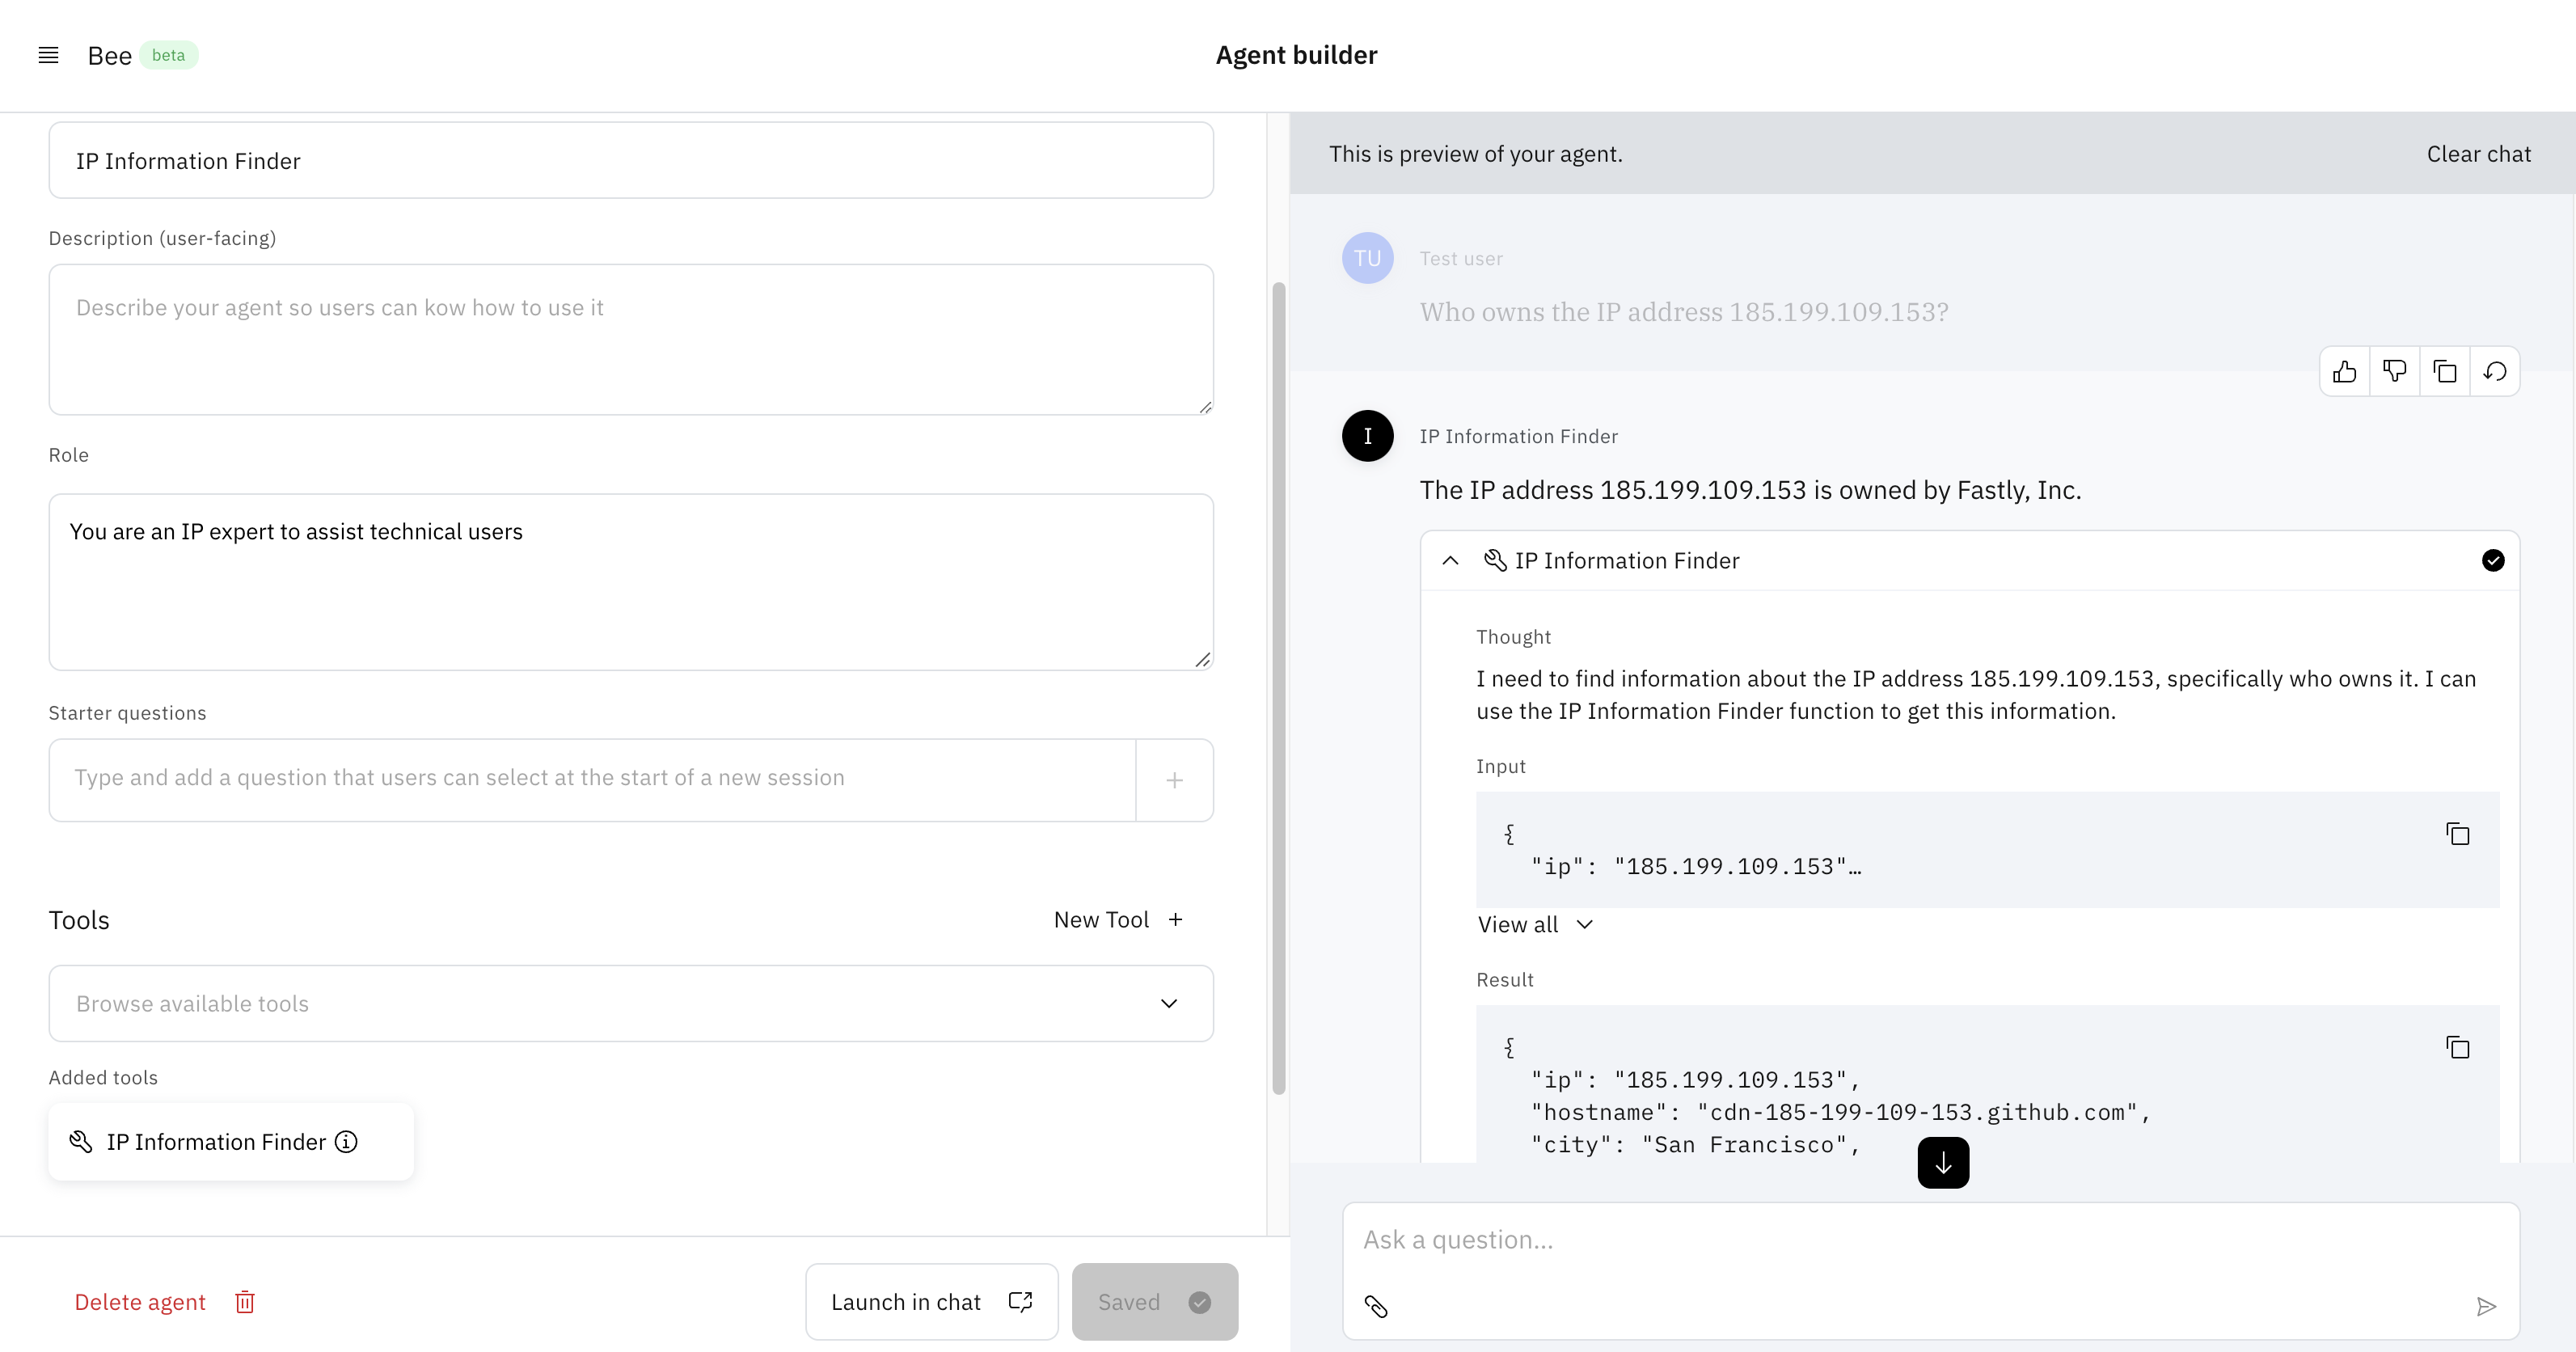 Bee beta
Agent builder
IP Information Finder
Description (user-facing)
Describe your agent so users can kow how to use it
Role
You are an IP expert to assist technical users
Starter questions
Type and add a question that users can select at the start of a new session
Tools
New Tool +
Browse available tools
Added tools
IP Information Finder
Delete agent
Launch in chat
Saved
This is preview of your agent.
Clear chat
TU
Test user
Who owns the IP address 185.199.109.153?
I
IP Information Finder
The IP address 185.199.109.153 is owned by Fastly, Inc.
IP Information Finder
Thought
I need to find information about the IP address 185.199.109.153, specifically who owns it. I can
use the IP Information Finder function to get this information.
Input
{
"ip": "185.199.109.153"…
View all
Result
{
"ip": "185.199.109.153",
"hostname": "cdn-185-199-109-153.github.com",
"city": "San Francisco",
Ask a question...